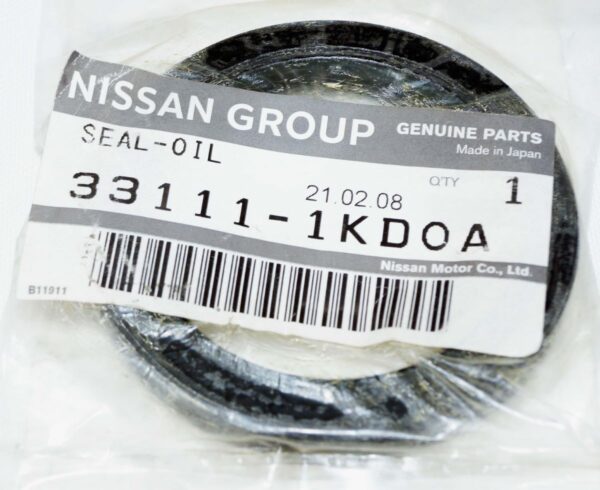 NISSAN GROUP GENUINE PARTS
Made in Japan
SEAL-OIL
21.02.08 Q'TY 1
33111-1KD0A
Nissan Motor Co., Ltd.
B11911